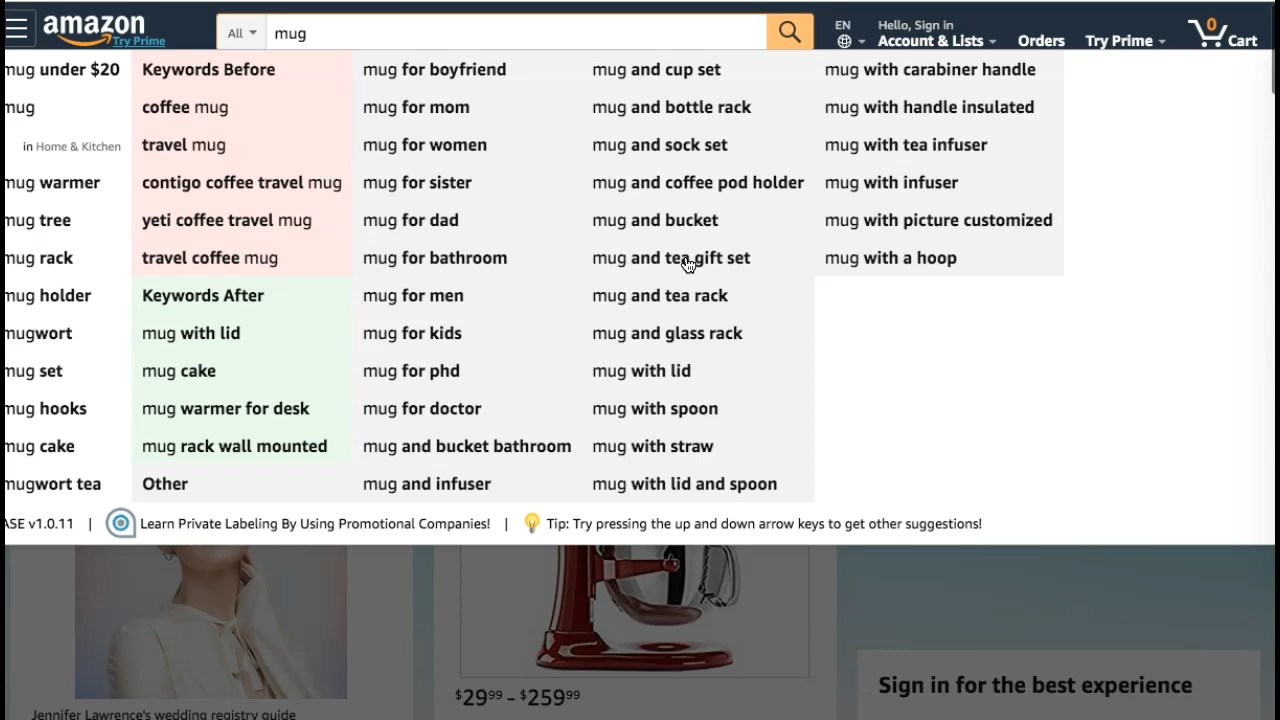 amazon
Try Prime
All
mug
EN
Hello, Sign in
Account & Lists
Orders
Try Prime
0
Cart
mug under $20
mug
in Home & Kitchen
mug warmer
mug tree
mug rack
mug holder
mugwort
mug set
mug hooks
mug cake
mugwort tea
Keywords Before
coffee mug
travel mug
contigo coffee travel mug
yeti coffee travel mug
travel coffee mug
Keywords After
mug with lid
mug cake
mug warmer for desk
mug rack wall mounted
Other
mug for boyfriend
mug for mom
mug for women
mug for sister
mug for dad
mug for bathroom
mug for men
mug for kids
mug for phd
mug for doctor
mug and bucket bathroom
mug and infuser
mug and cup set
mug and bottle rack
mug and sock set
mug and coffee pod holder
mug and bucket
mug and tea gift set
mug and tea rack
mug and glass rack
mug with lid
mug with spoon
mug with straw
mug with lid and spoon
mug with carabiner handle
mug with handle insulated
mug with tea infuser
mug with infuser
mug with picture customized
mug with a hoop
ASE v1.0.11 | Learn Private Labeling By Using Promotional Companies! | Tip: Try pressing the up and down arrow keys to get other suggestions!
$2999 - $25999
Sign in for the best experience
Jennifer Lawrence's wedding registry guide